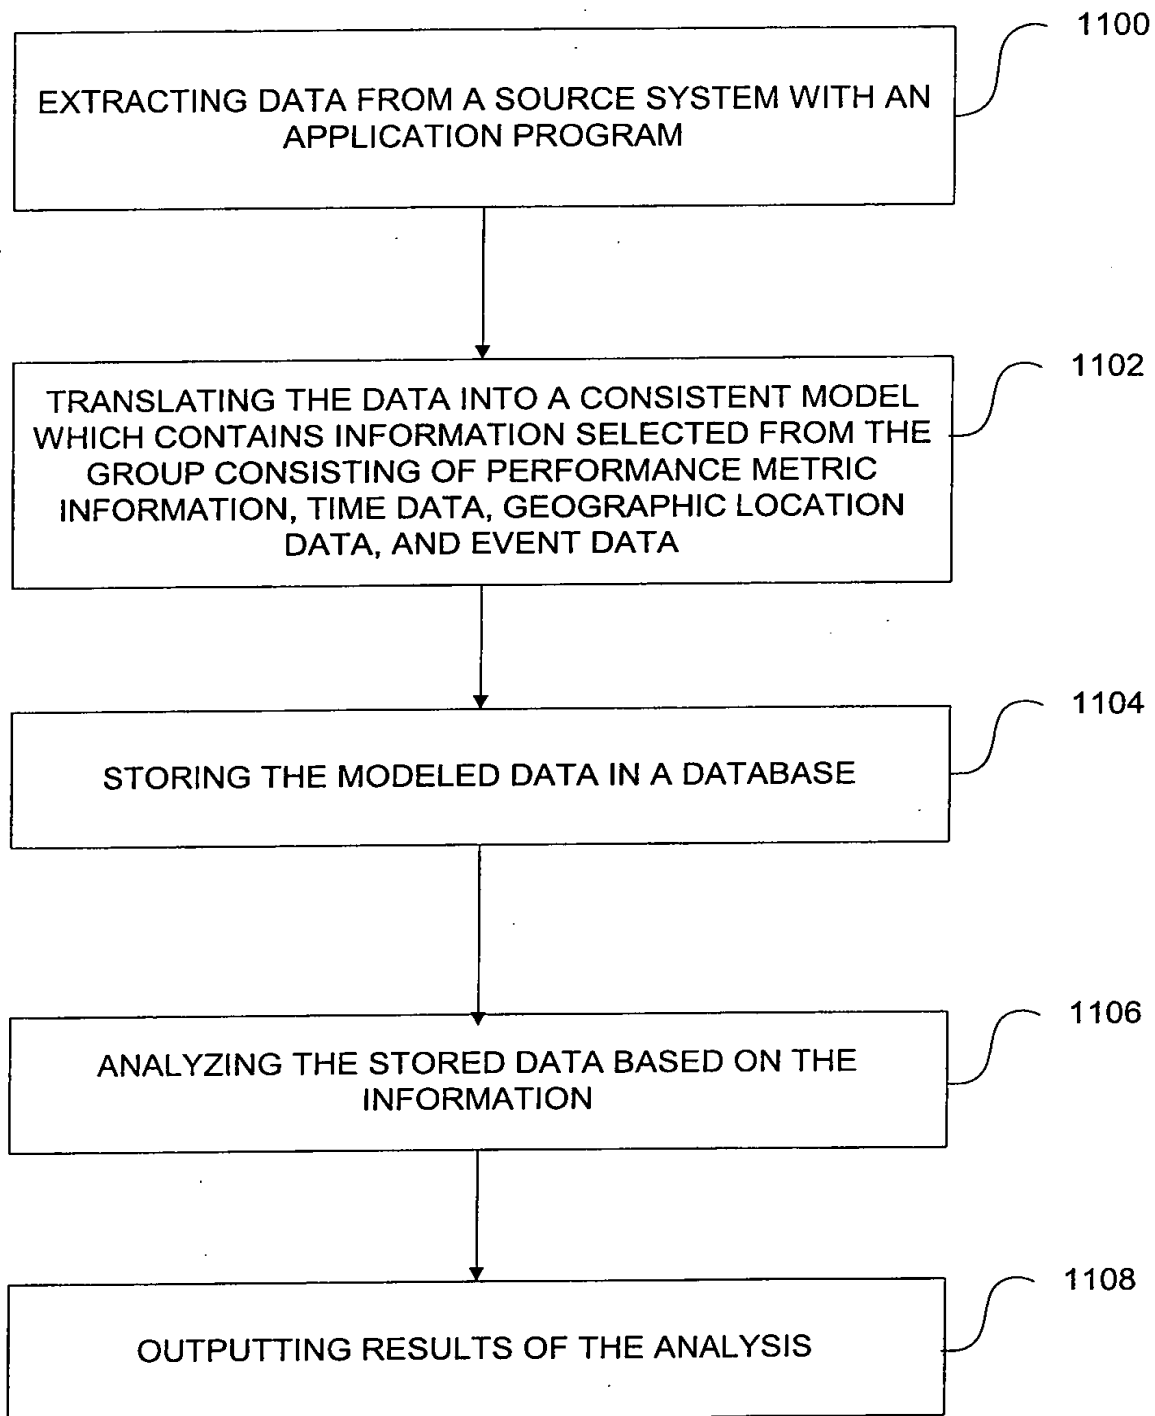 1100
EXTRACTING DATA FROM A SOURCE SYSTEM WITH AN
APPLICATION PROGRAM
1102
TRANSLATING THE DATA INTO A CONSISTENT MODEL
WHICH CONTAINS INFORMATION SELECTED FROM THE
GROUP CONSISTING OF PERFORMANCE METRIC
INFORMATION, TIME DATA, GEOGRAPHIC LOCATION
DATA, AND EVENT DATA
1104
STORING THE MODELED DATA IN A DATABASE
1106
ANALYZING THE STORED DATA BASED ON THE
INFORMATION
1108
OUTPUTTING RESULTS OF THE ANALYSIS